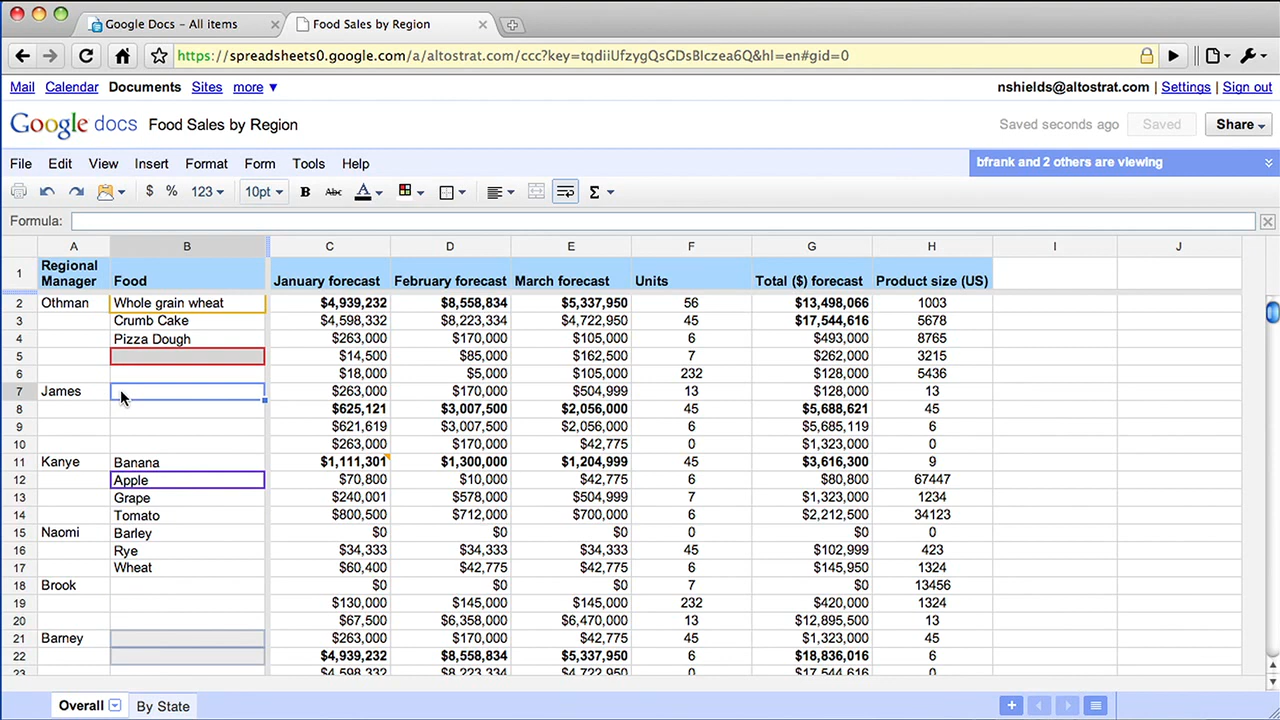 Google Docs - All items
Food Sales by Region
https://spreadsheets0.google.com/a/altostrat.com/ccc?key=tqdiiUfzygQsGDsBlczea6Q&hl=en#gid=0
Mail Calendar Documents Sites more ▼ nshields@altostrat.com | Settings | Sign out
Google docs Food Sales by Region Saved seconds ago Saved Share
File Edit View Insert Format Form Tools Help bfrank and 2 others are viewing
$ % 123 10pt B Abc A Σ
Formula:
A B C D E F G H I J
1 Regional Manager Food January forecast February forecast March forecast Units Total ($) forecast Product size (US)
2 Othman Whole grain wheat $4,939,232 $8,558,834 $5,337,950 56 $13,498,066 1003
3 Crumb Cake $4,598,332 $8,223,334 $4,722,950 45 $17,544,616 5678
4 Pizza Dough $263,000 $170,000 $105,000 6 $493,000 8765
5 $14,500 $85,000 $162,500 7 $262,000 3215
6 $18,000 $5,000 $105,000 232 $128,000 5436
7 James $263,000 $170,000 $504,999 13 $128,000 13
8 $625,121 $3,007,500 $2,056,000 45 $5,688,621 45
9 $621,619 $3,007,500 $2,056,000 6 $5,685,119 6
10 $263,000 $170,000 $42,775 0 $1,323,000 0
11 Kanye Banana $1,111,301 $1,300,000 $1,204,999 45 $3,616,300 9
12 Apple $70,800 $10,000 $42,775 6 $80,800 67447
13 Grape $240,001 $578,000 $504,999 7 $1,323,000 1234
14 Tomato $800,500 $712,000 $700,000 6 $2,212,500 34123
15 Naomi Barley $0 $0 $0 0 $0 0
16 Rye $34,333 $34,333 $34,333 45 $102,999 423
17 Wheat $60,400 $42,775 $42,775 6 $145,950 1324
18 Brook $0 $0 $0 7 $0 13456
19 $130,000 $145,000 $145,000 232 $420,000 1324
20 $67,500 $6,358,000 $6,470,000 13 $12,895,500 13
21 Barney $263,000 $170,000 $42,775 45 $1,323,000 45
22 $4,939,232 $8,558,834 $5,337,950 6 $18,836,016 6
23 $4,598,332 $8,223,334 $4,722,950 0 $17,544,616 0
Overall By State